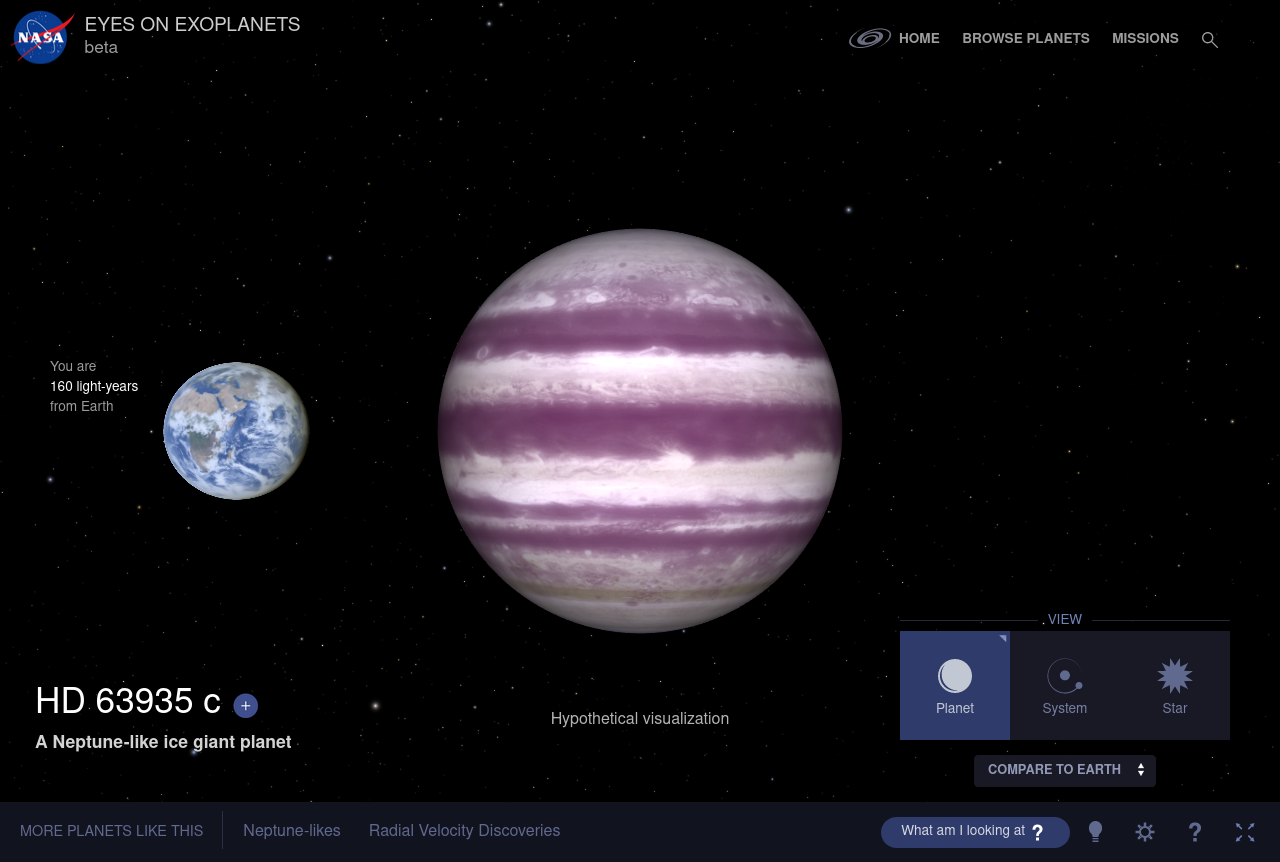 NASA
EYES ON EXOPLANETS
beta
HOME
BROWSE PLANETS
MISSIONS
You are
160 light-years
from Earth
VIEW
Planet
System
Star
HD 63935 c +
A Neptune-like ice giant planet
Hypothetical visualization
COMPARE TO EARTH
MORE PLANETS LIKE THIS
Neptune-likes
Radial Velocity Discoveries
What am I looking at ?
?